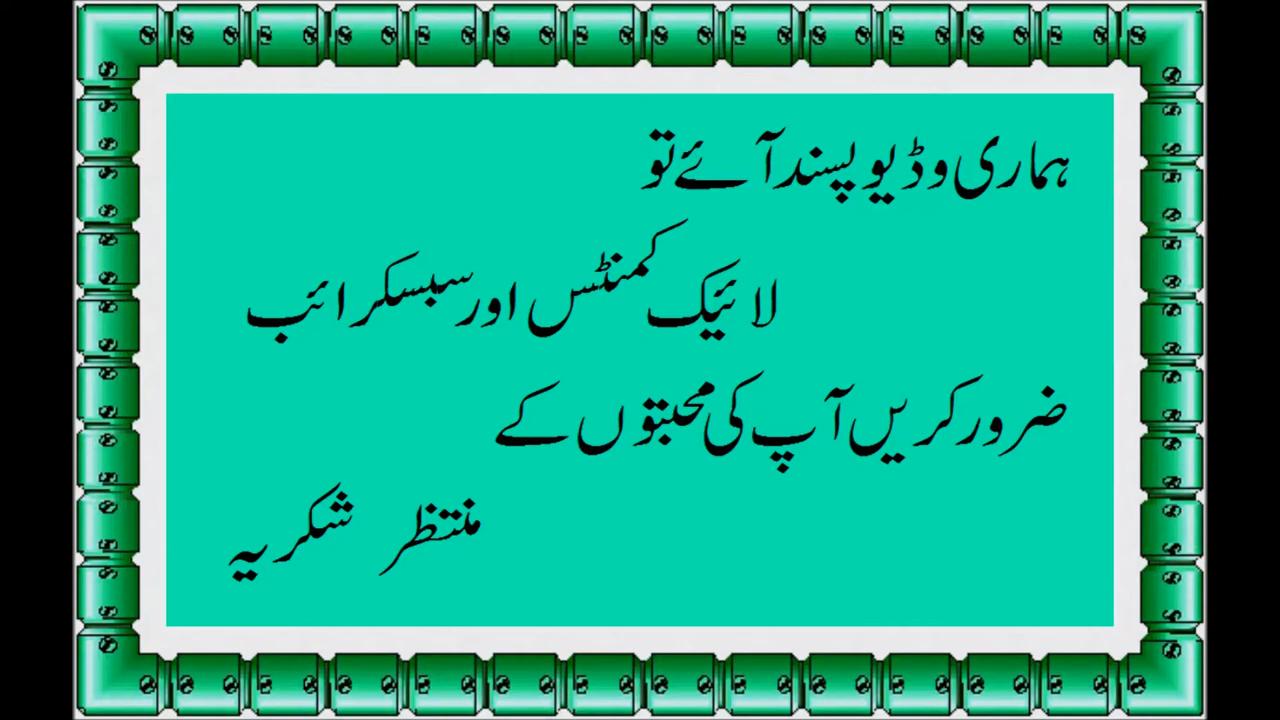 ہماری وڈیو پسند آئے تو
لائیک کمنٹس اور سبسکرائب
ضرور کریں آپ کی محبتوں کے
منتظر شکریہ